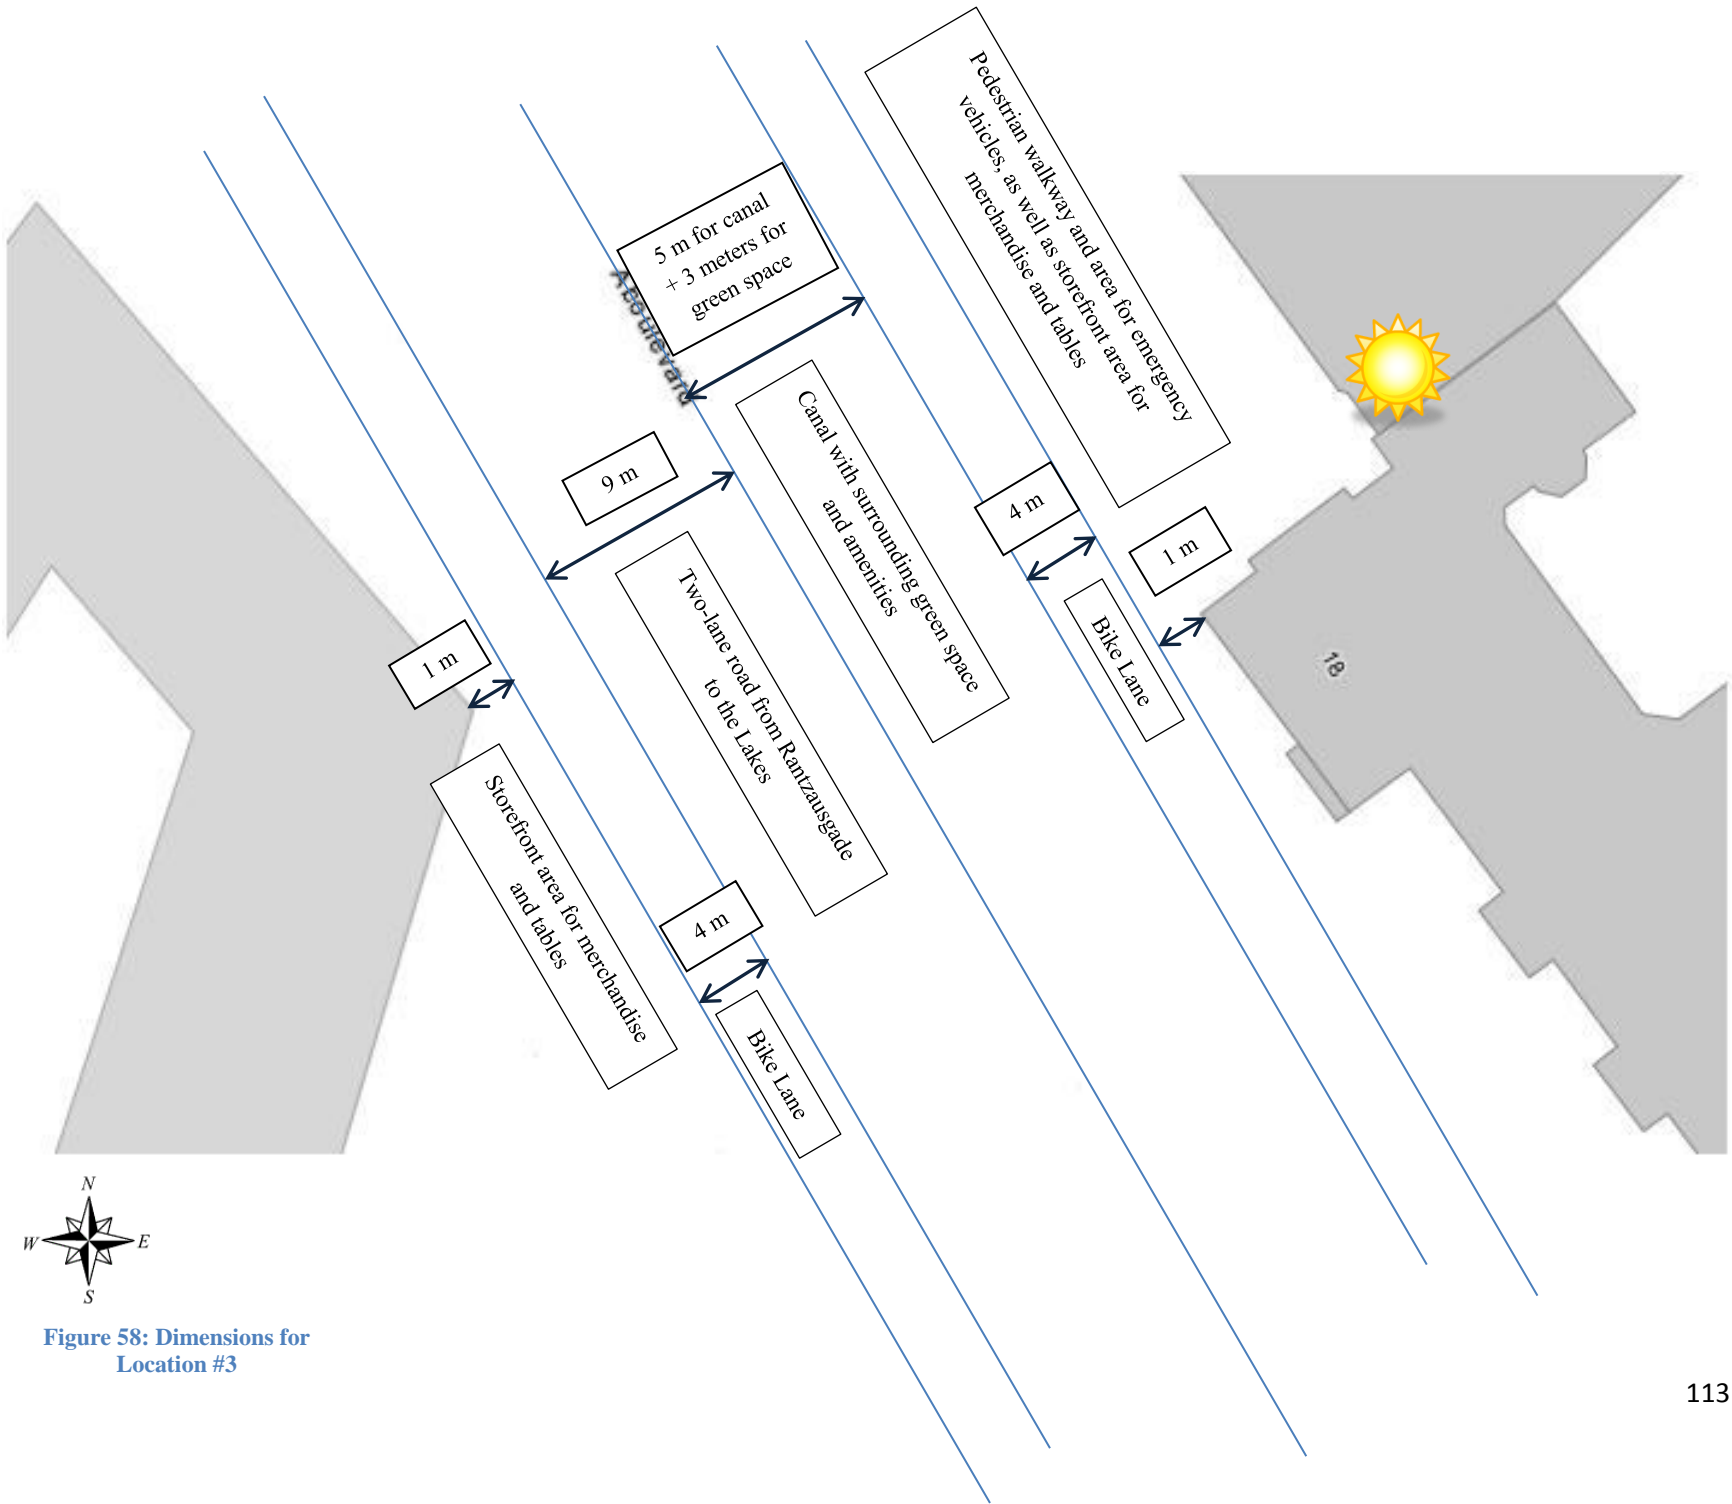 Pedestrian walkway and area for emergency
vehicles, as well as storefront area for
merchandise and tables
5 m for canal
+ 3 meters for
green space
Aboulevard
Canal with surrounding green space
and amenities
9 m
4 m
1 m
Two-lane road from Rantzausgade
to the Lakes
Bike Lane
18
1 m
Storefront area for merchandise
and tables
4 m
Bike Lane
N
W
E
S
Figure 58: Dimensions for
Location #3
113